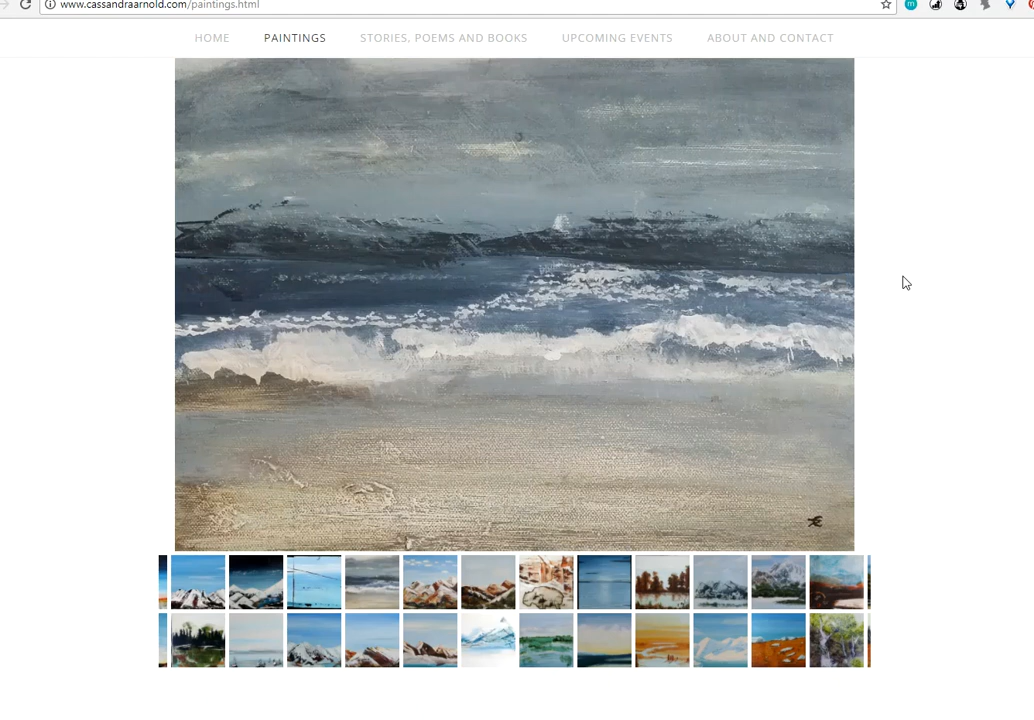 www.cassandraarnold.com/paintings.html
HOME PAINTINGS STORIES, POEMS AND BOOKS UPCOMING EVENTS ABOUT AND CONTACT